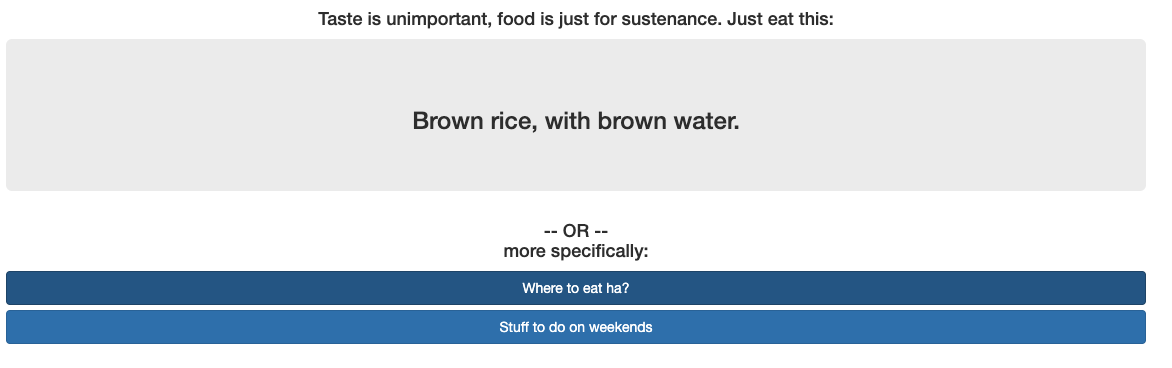 Taste is unimportant, food is just for sustenance. Just eat this:
Brown rice, with brown water.
-- OR --
more specifically:
Where to eat ha?
Stuff to do on weekends